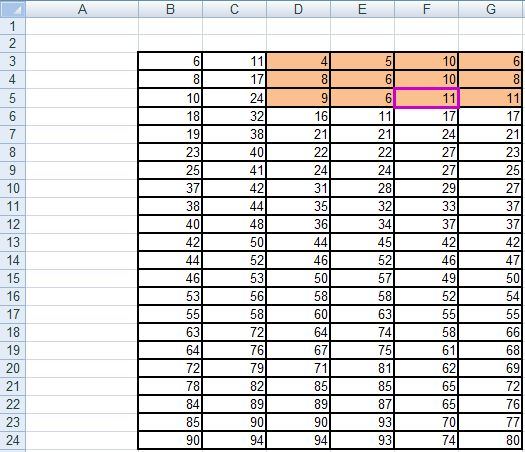 A B C D E F G
1
2
3 6 11 4 5 10 6
4 8 17 8 6 10 8
5 10 24 9 6 11 11
6 18 32 16 11 17 17
7 19 38 21 21 24 21
8 23 40 22 22 27 23
9 25 41 24 24 27 25
10 37 42 31 28 29 27
11 38 44 35 32 33 37
12 40 48 36 34 37 37
13 42 50 44 45 42 42
14 44 52 46 52 46 47
15 46 53 50 57 49 50
16 53 56 58 58 52 54
17 55 58 60 63 55 55
18 63 72 64 74 58 66
19 64 76 67 75 61 68
20 72 79 71 81 62 69
21 78 82 85 85 65 72
22 84 89 89 87 65 76
23 85 90 90 93 70 77
24 90 94 94 93 74 80